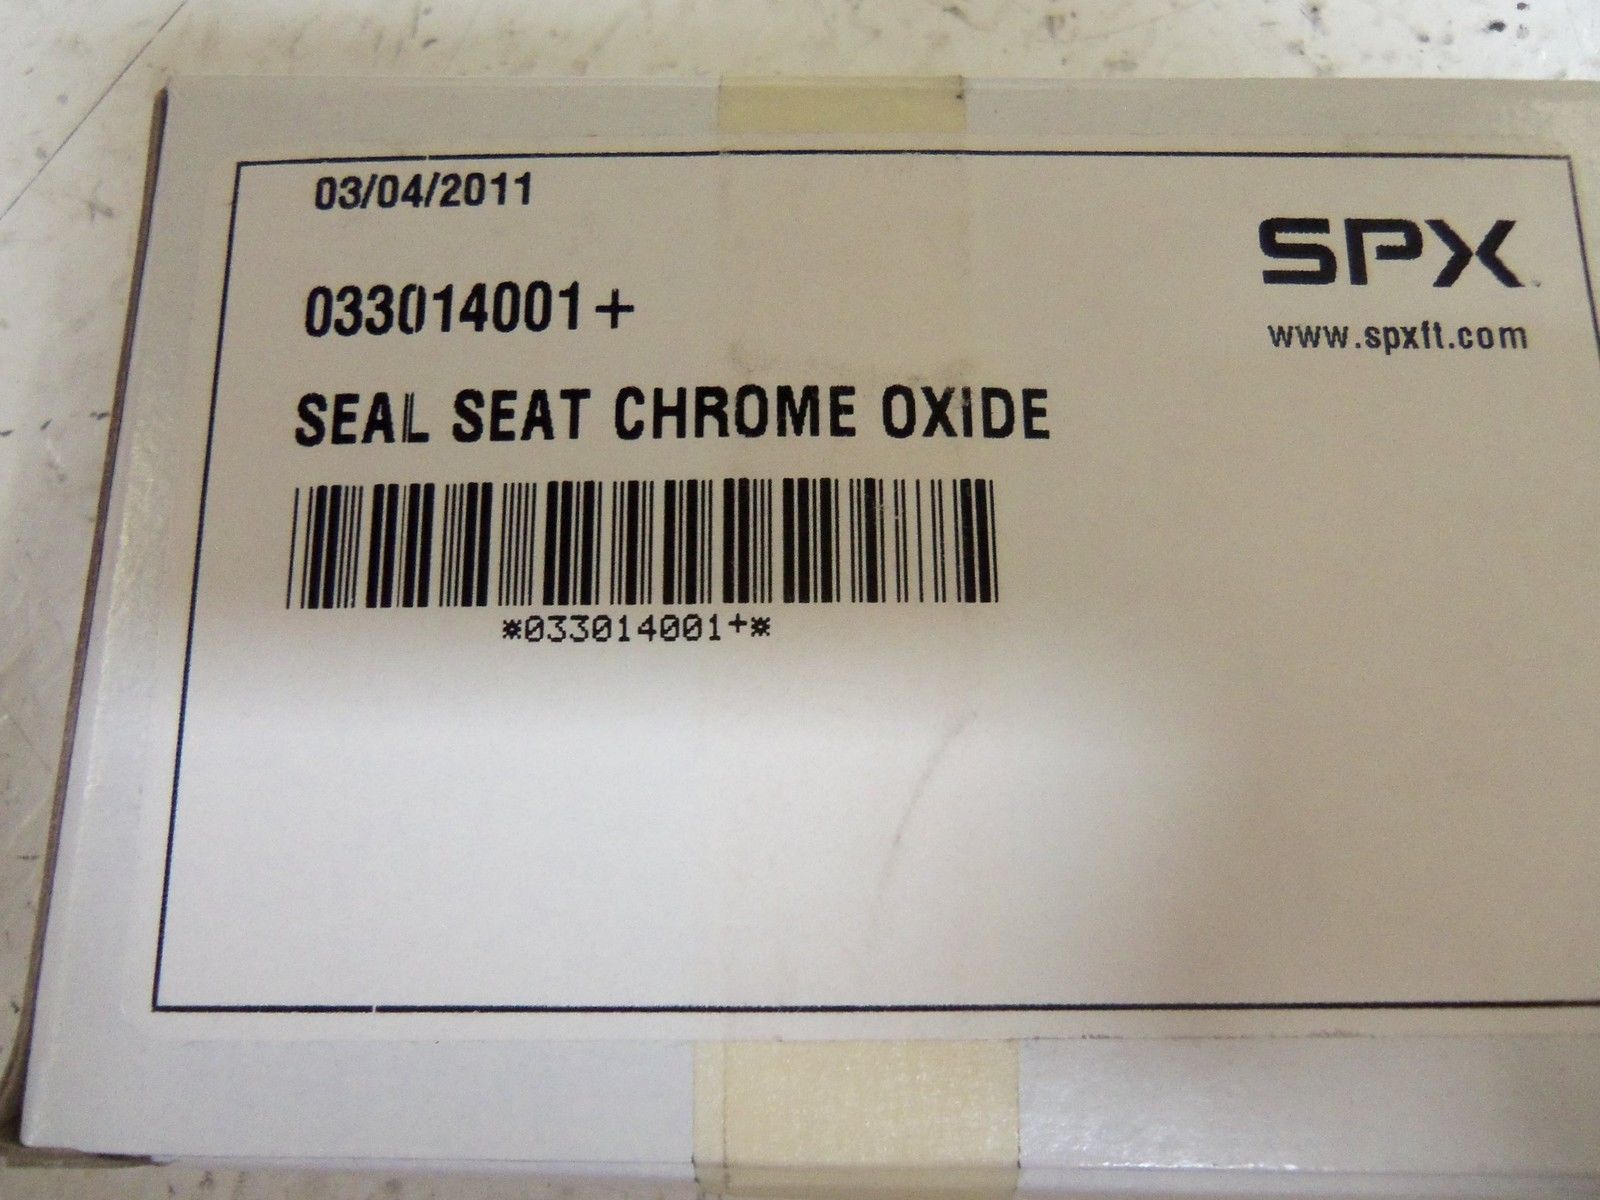 03/04/2011
SPX
www.spxft.com
033014001+
SEAL SEAT CHROME OXIDE
*033014001+*